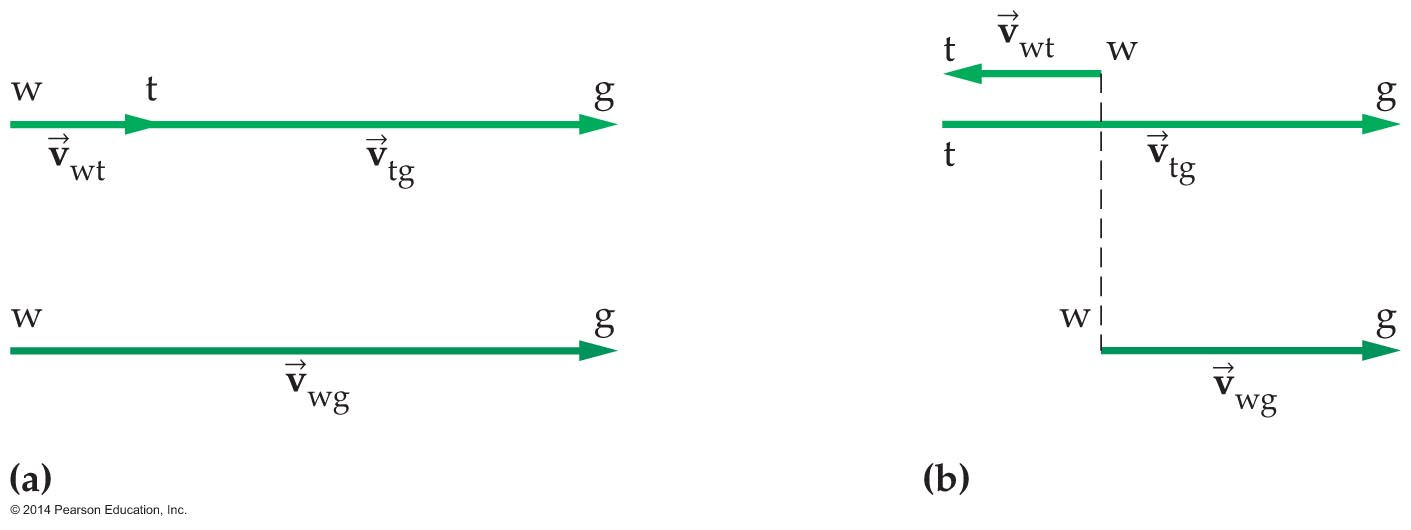 w t g
v⃗wt v⃗tg
w g
v⃗wg
(a)
© 2014 Pearson Education, Inc.
v⃗wt
t w
g
t v⃗tg
w g
v⃗wg
(b)